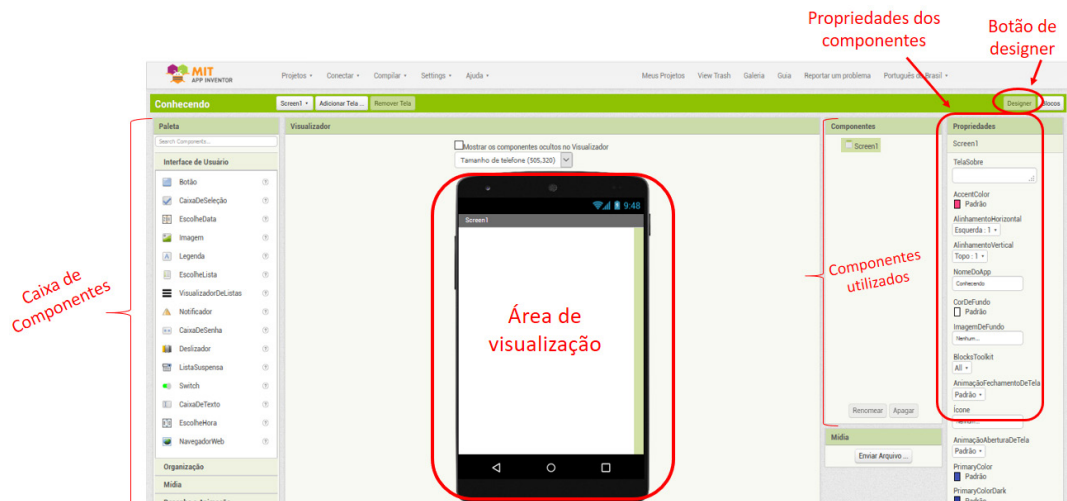 Propriedades dos
componentes
Botão de
designer
MIT
APP INVENTOR
Projetos
Conectar
Compilar
Settings
Ajuda
Meus Projetos
View Trash
Galeria
Guia
Reportar um problema
Português do Brasil
Conhecendo
Screen1
Adicionar Tela ...
Remover Tela
Designer
Blocos
Paleta
Search Components...
Interface de Usuário
Botão
CaixaDeSeleção
EscolheData
Imagem
Legenda
EscolheLista
VisualizadorDeListas
Notificador
CaixaDeSenha
Deslizador
ListaSuspensa
Switch
CaixaDeTexto
EscolheHora
NavegadorWeb
Organização
Mídia
Caixa de
Componentes
Visualizador
Mostrar os componentes ocultos no Visualizador
Tamanho de telefone (505,320)
9:48
Screen1
Área de
visualização
Componentes
Screen1
Componentes
utilizados
Renomear
Apagar
Mídia
Enviar Arquivo ...
Propriedades
Screen1
TelaSobre
AccentColor
Padrão
AlinhamentoHorizontal
Esquerda : 1
AlinhamentoVertical
Topo : 1
NomeDoApp
Conhecendo
CorDeFundo
Padrão
ImagemDeFundo
Nenhum...
BlocksToolkit
All
AnimaçãoFechamentoDeTela
Padrão
Ícone
AnimaçãoAberturaDeTela
Padrão
PrimaryColor
Padrão
PrimaryColorDark
Padrão